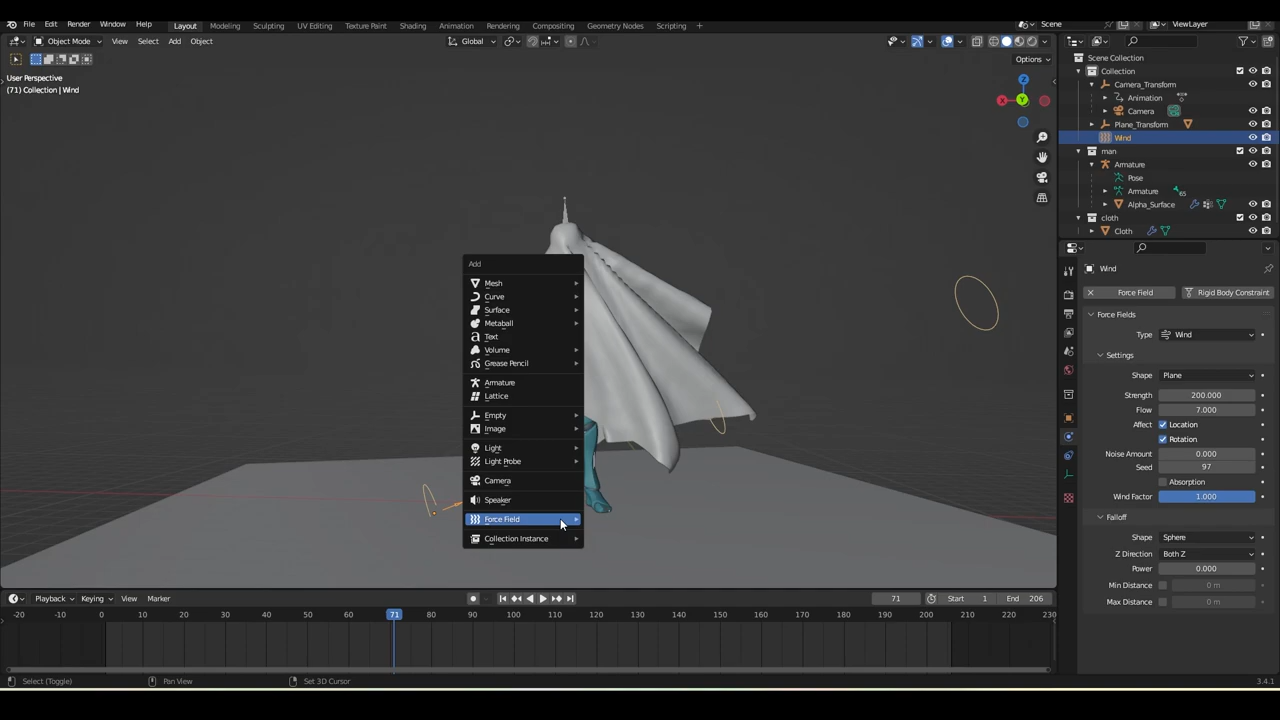 File Edit Render Window Help Layout Modeling Sculpting UV Editing Texture Paint Shading Animation Rendering Compositing Geometry Nodes Scripting + Scene ViewLayer
Object Mode View Select Add Object Global
Options
User Perspective
(71) Collection | Wind
Z
X
Y
Add
Mesh
Curve
Surface
Metaball
Text
Volume
Grease Pencil
Armature
Lattice
Empty
Image
Light
Light Probe
Camera
Speaker
Force Field
Collection Instance
Scene Collection
Collection
Camera_Transform
Animation
Camera
Plane_Transform
Wind
man
Armature
Pose
Armature 65
Alpha_Surface
cloth
Cloth
Wind
Force Field Rigid Body Constraint
Force Fields
Type Wind
Settings
Shape Plane
Strength 200.000
Flow 7.000
Affect Location
Rotation
Noise Amount 0.000
Seed 97
Absorption
Wind Factor 1.000
Falloff
Shape Sphere
Z Direction Both Z
Power 0.000
Min Distance 0 m
Max Distance 0 m
Playback Keying View Marker 71 Start 1 End 206
-20 -10 0 10 20 30 40 50 60 71 80 90 100 110 120 130 140 150 160 170 180 190 200 210 220 230
Select (Toggle) Pan View Set 3D Cursor 3.4.1